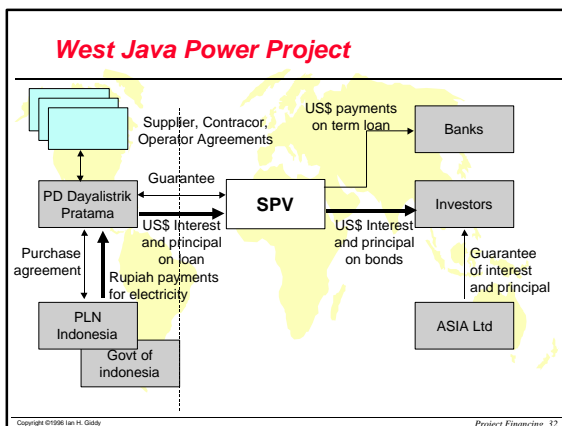 West Java Power Project
Supplier, Contracor,
Operator Agreements
US$ payments
on term loan
Banks
PD Dayalistrik
Pratama
Guarantee
SPV
Investors
US$ Interest
and principal
on loan
US$ Interest
and principal
on bonds
Purchase
agreement
Rupiah payments
for electricity
Guarantee
of interest
and principal
PLN
Indonesia
Govt of
indonesia
ASIA Ltd
Copyright ©1996 Ian H. Giddy
Project Financing 32